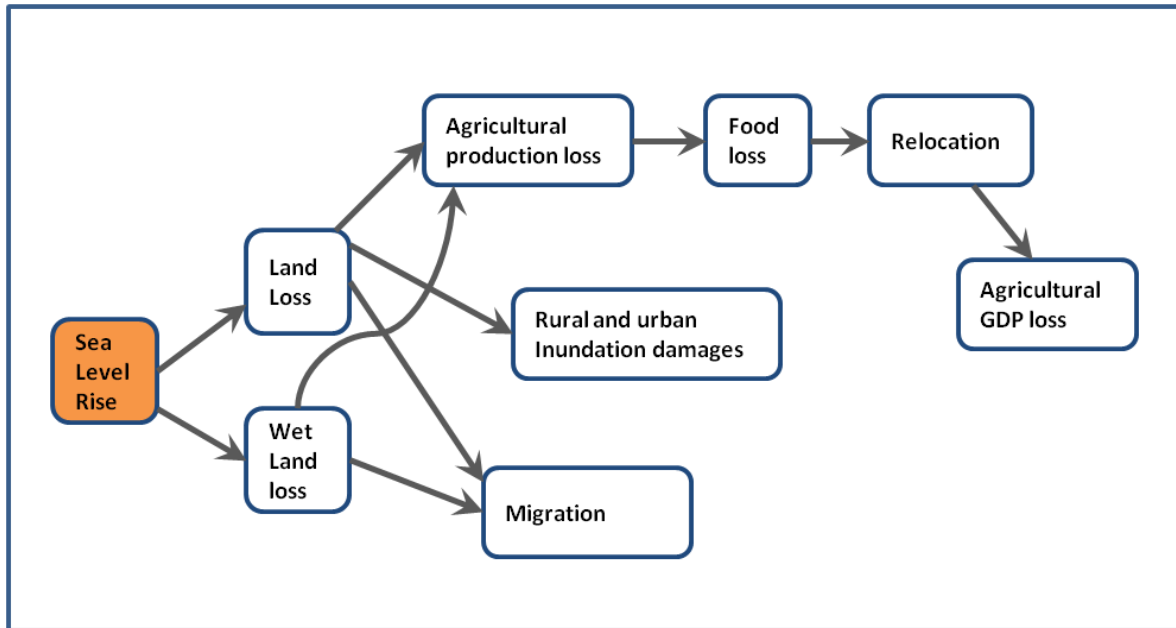 Agricultural
production loss
Food
loss
Relocation
Land
Loss
Agricultural
GDP loss
Rural and urban
Inundation damages
Sea
Level
Rise
Wet
Land
loss
Migration